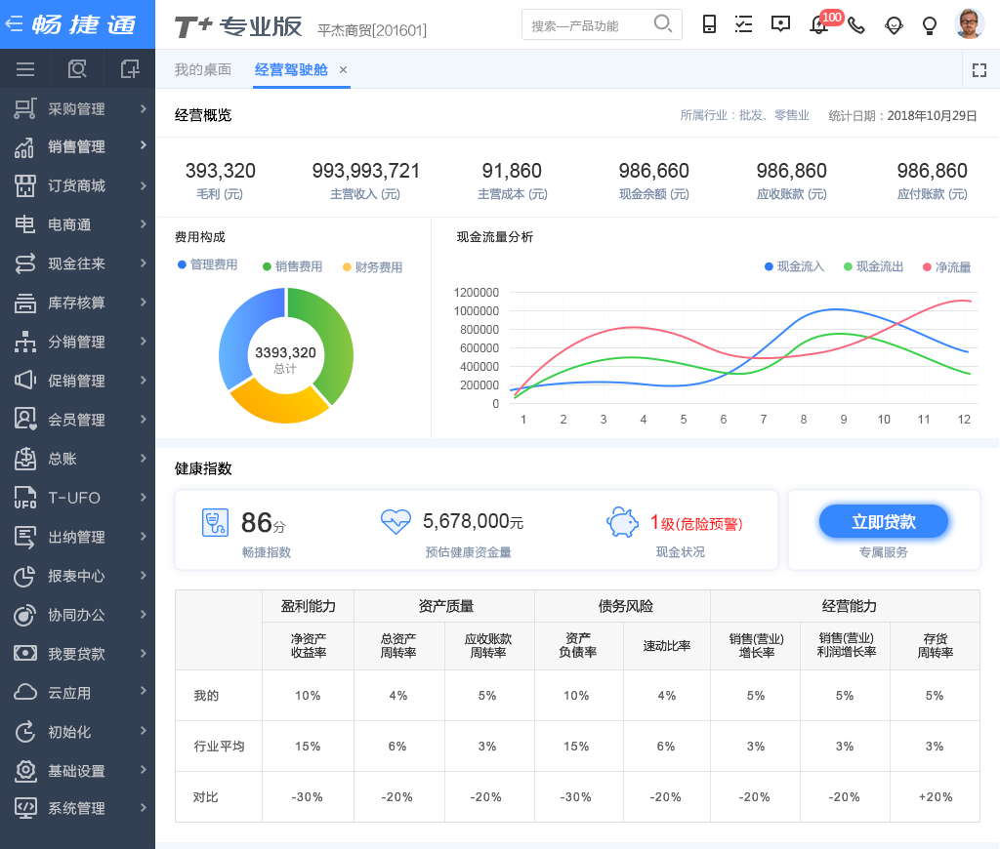 畅捷通
T+ 专业版 平杰商贸[201601]
搜索—产品功能
100
我的桌面 经营驾驶舱 ×
采购管理
销售管理
订货商城
电商通
现金往来
库存核算
分销管理
促销管理
会员管理
总账
T-UFO
出纳管理
报表中心
协同办公
我要贷款
云应用
初始化
基础设置
系统管理
经营概览 所属行业：批发、零售业 统计日期：2018年10月29日
393,320 993,993,721 91,860 986,660 986,860 986,860
毛利 (元) 主营收入 (元) 主营成本 (元) 现金余额 (元) 应收账款 (元) 应付账款 (元)
费用构成
管理费用 销售费用 财务费用
3393,320
总计
现金流量分析
现金流入 现金流出 净流量
1200000
1000000
800000
600000
400000
200000
0
1 2 3 4 5 6 7 8 9 10 11 12
健康指数
86分 5,678,000元 1级(危险预警) 立即贷款
畅捷指数 预估健康资金量 现金状况 专属服务
盈利能力 资产质量 债务风险 经营能力
净资产收益率 总资产周转率 应收账款周转率 资产负债率 速动比率 销售(营业)增长率 销售(营业)利润增长率 存货周转率
我的 10% 4% 5% 10% 4% 5% 5% 5%
行业平均 15% 6% 3% 15% 6% 3% 3% 3%
对比 -30% -20% -20% -30% -20% -20% -20% +20%